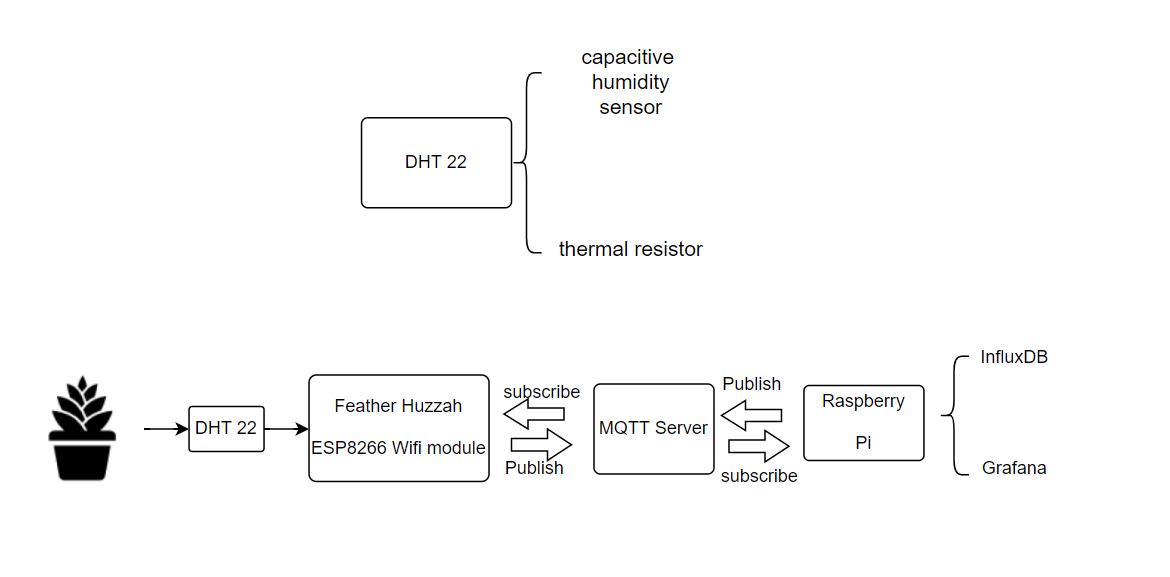 capacitive
humidity
sensor
DHT 22
thermal resistor
DHT 22
Feather Huzzah
ESP8266 Wifi module
subscribe
Publish
MQTT Server
Publish
subscribe
Raspberry
Pi
InfluxDB
Grafana